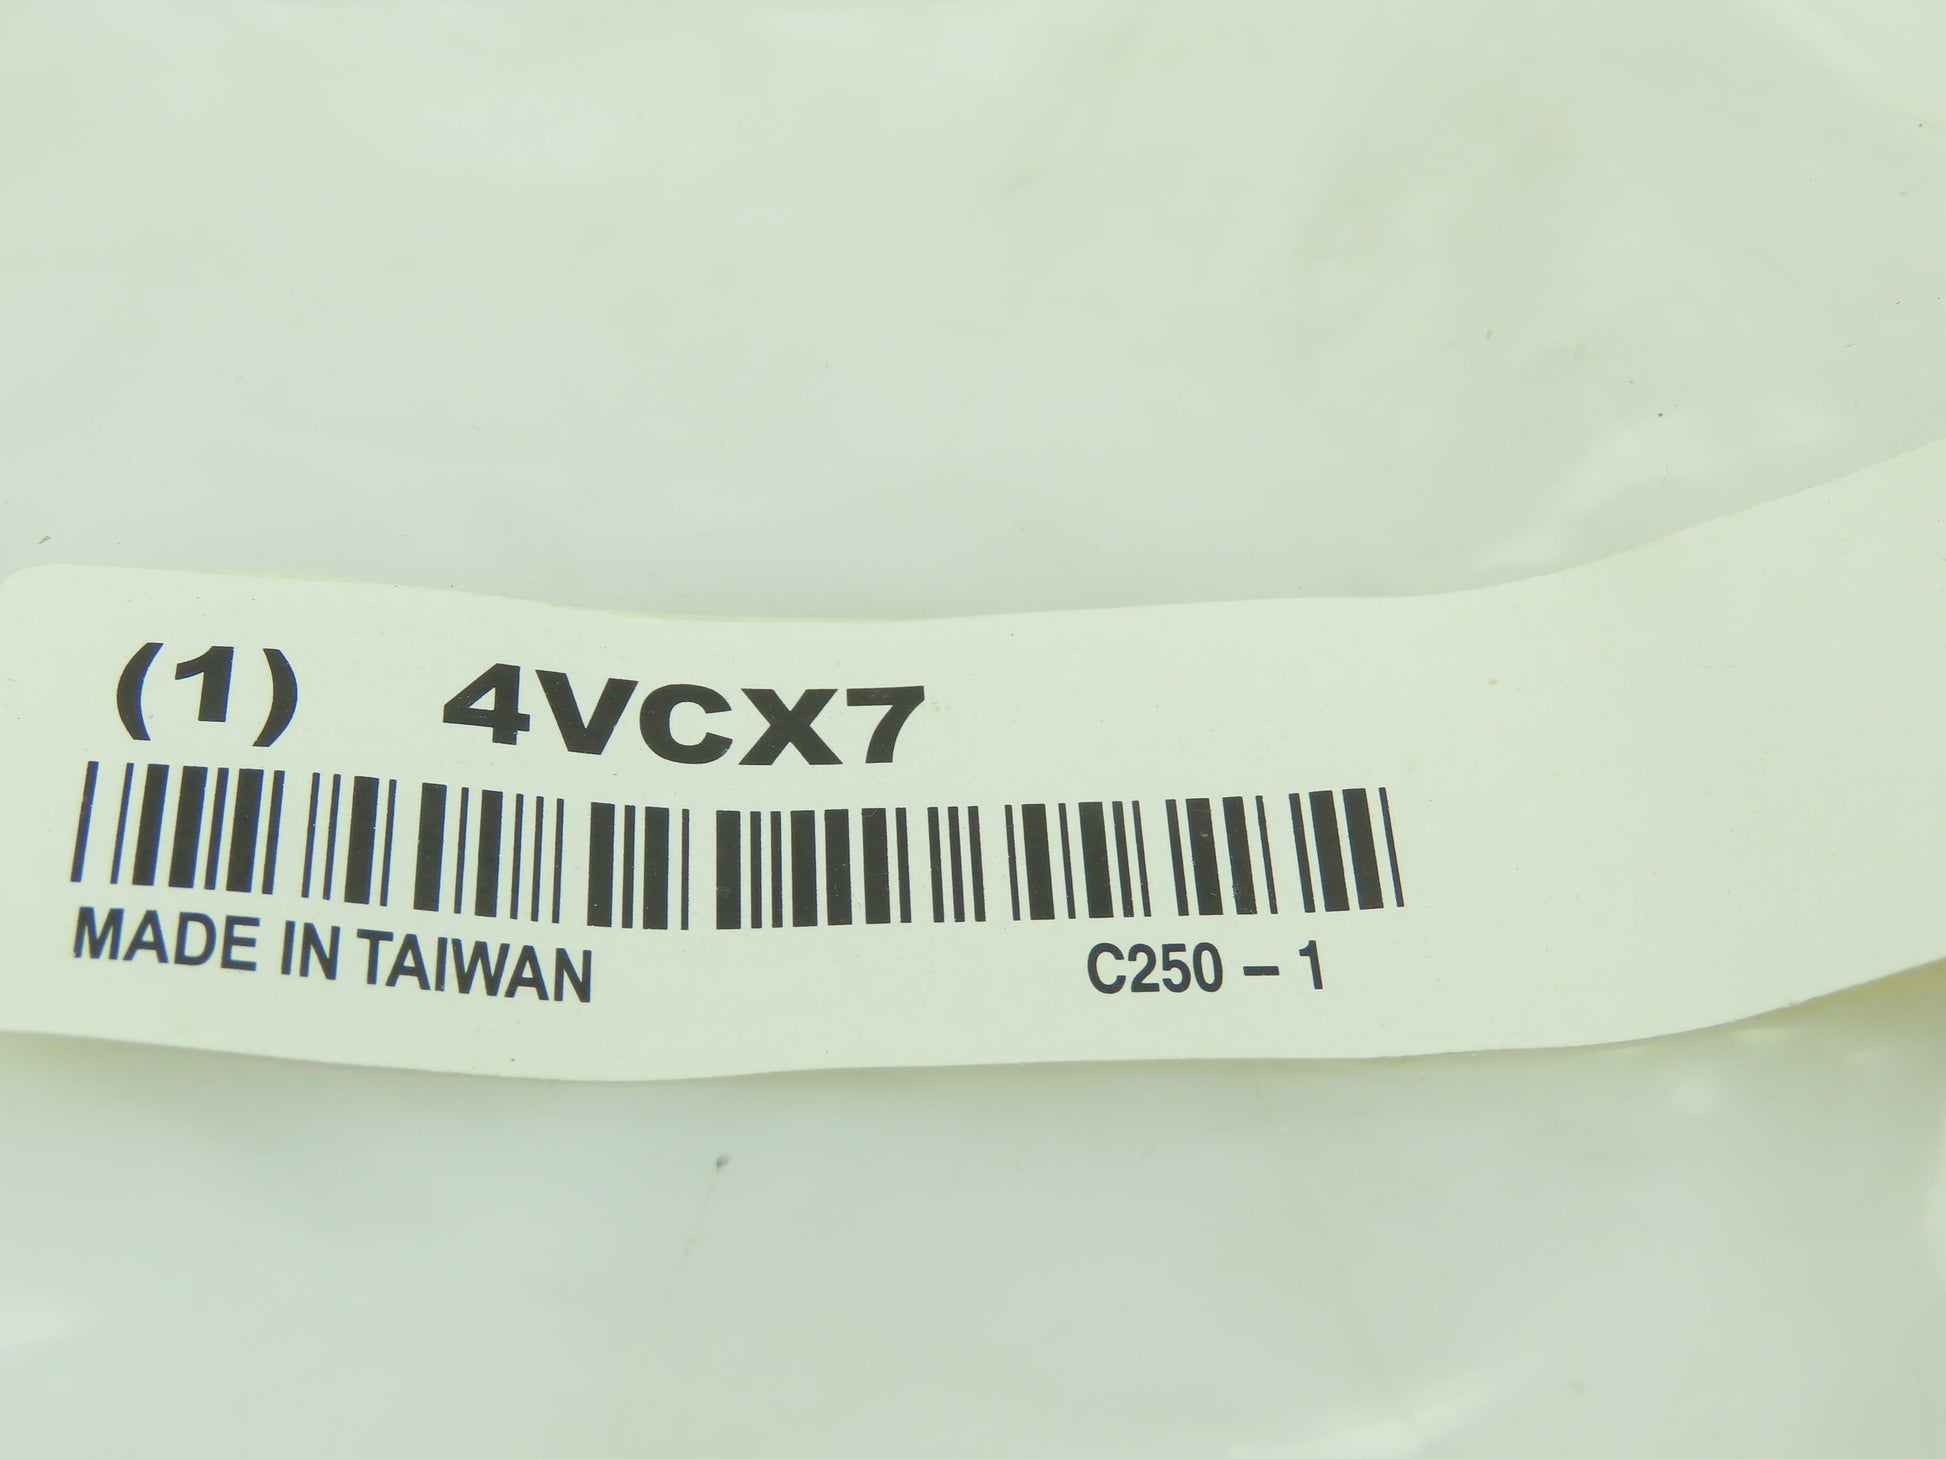 (1) 4VCX7
MADE IN TAIWAN C250 – 1